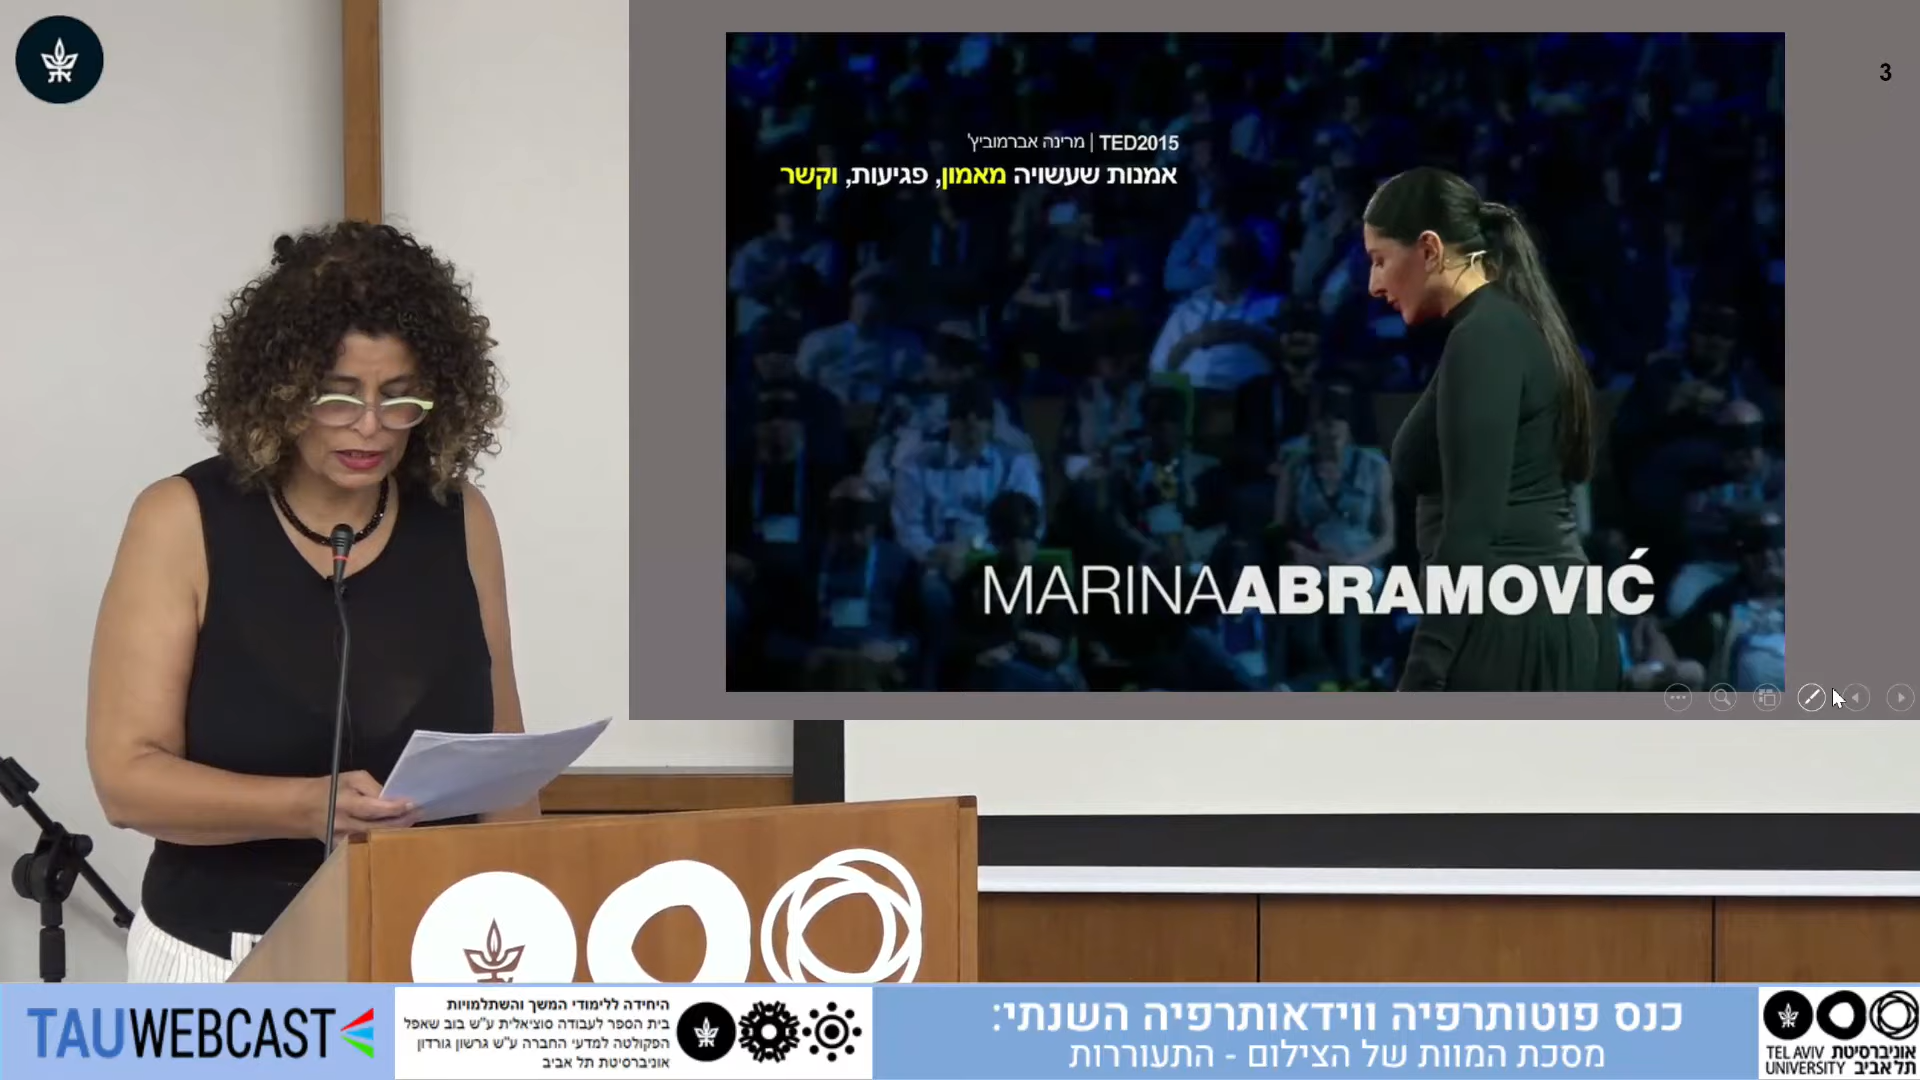 3
TED2015 | מרינה אברמוביץ'
אמנות שעשויה מאמון, פגיעות, וקשר
MARINAABRAMOVIĆ
TAUWEBCAST
היחידה ללימודי המשך והשתלמויות
בית הספר לעבודה סוציאלית ע"ש בוב שאפל
הפקולטה למדעי החברה ע"ש גרשון גורדון
אוניברסיטת תל אביב
כנס פוטותרפיה ווידאותרפיה השנתי:
מסכת המוות של הצילום - התעוררות
TEL AVIV אוניברסיטת
UNIVERSITY תל אביב